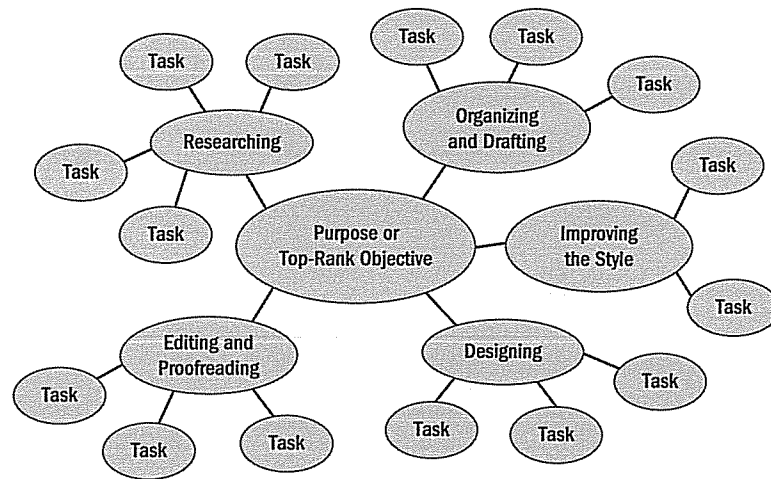 Task
Task
Task
Task
Task
Organizing
and Drafting
Task
Researching
Task
Task
Task
Purpose or
Top-Rank Objective
Improving
the Style
Task
Editing and
Proofreading
Designing
Task
Task
Task
Task
Task
Task